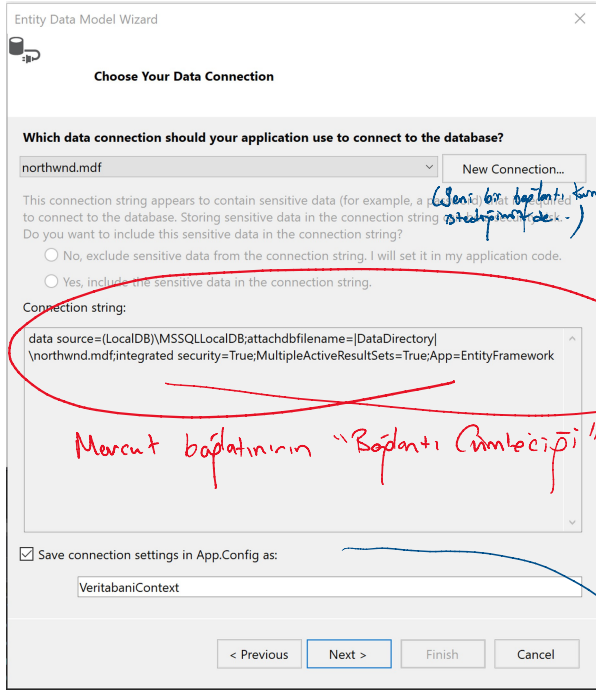 Entity Data Model Wizard
Choose Your Data Connection
Which data connection should your application use to connect to the database?
northwnd.mdf
New Connection...
(Yeni bir bağlantı
istediğimizde..)
This connection string appears to contain sensitive data (for example, a
to connect to the database. Storing sensitive data in the connection string
Do you want to include this sensitive data in the connection string?
No, exclude sensitive data from the connection string. I will set it in my application code.
Yes, include the sensitive data in the connection string.
Connection string:
data source=(LocalDB)\MSSQLLocalDB;attachdbfilename=|DataDirectory|
\northwnd.mdf;integrated security=True;MultipleActiveResultSets=True;App=EntityFramework
Mevcut bağlatının "Bağlantı Cümleciği"
Save connection settings in App.Config as:
VeritabaniContext
< Previous
Next >
Finish
Cancel